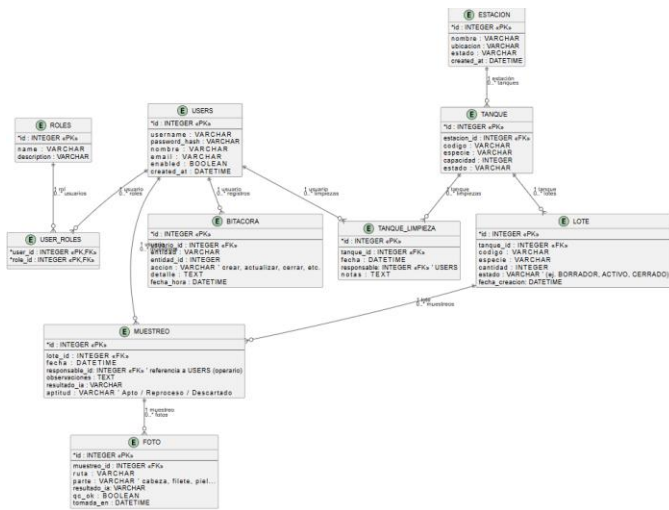 E ESTACION
*id : INTEGER «PK»
nombre : VARCHAR
ubicacion : VARCHAR
estado : VARCHAR
created_at : DATETIME
1 estación
0..* tanques
E ROLES
*id : INTEGER «PK»
name : VARCHAR
description : VARCHAR
E USERS
*id : INTEGER «PK»
username : VARCHAR
password_hash : VARCHAR
nombre : VARCHAR
email : VARCHAR
enabled : BOOLEAN
created_at : DATETIME
E TANQUE
*id : INTEGER «PK»
estacion_id : INTEGER «FK»
codigo : VARCHAR
especie : VARCHAR
capacidad : INTEGER
estado : VARCHAR
1 rol
0..* usuarios
1 usuario
0..* roles
1 usuario
0..* registros
1 usuario
0..* limpiezas
1 tanque
0..* limpiezas
1 tanque
0..* lotes
E USER_ROLES
*user_id : INTEGER «PK,FK»
*role_id : INTEGER «PK,FK»
E BITACORA
*id : INTEGER «PK»
usuario_id : INTEGER «FK»
entidad : VARCHAR
entidad_id : INTEGER
accion : VARCHAR ' crear, actualizar, cerrar, etc.
detalle : TEXT
fecha_hora : DATETIME
E TANQUE_LIMPIEZA
*id : INTEGER «PK»
tanque_id : INTEGER «FK»
fecha : DATETIME
responsable: INTEGER «FK» ' USERS
notas : TEXT
E LOTE
*id : INTEGER «PK»
tanque_id : INTEGER «FK»
codigo : VARCHAR
especie : VARCHAR
cantidad : INTEGER
estado : VARCHAR ' (ej. BORRADOR, ACTIVO, CERRADO)
fecha_creacion: DATETIME
1 lote
0..* muestreos
E MUESTREO
*id : INTEGER «PK»
lote_id : INTEGER «FK»
fecha : DATETIME
responsable_id: INTEGER «FK» ' referencia a USERS (operario)
observaciones : TEXT
resultado_ia : VARCHAR
aptitud : VARCHAR ' Apto / Reproceso / Descartado
1 muestreo
0..* fotos
E FOTO
*id : INTEGER «PK»
muestreo_id : INTEGER «FK»
ruta : VARCHAR
parte : VARCHAR ' cabeza, filete, piel...
resultado_ia: VARCHAR
qc_ok : BOOLEAN
tomada_en : DATETIME